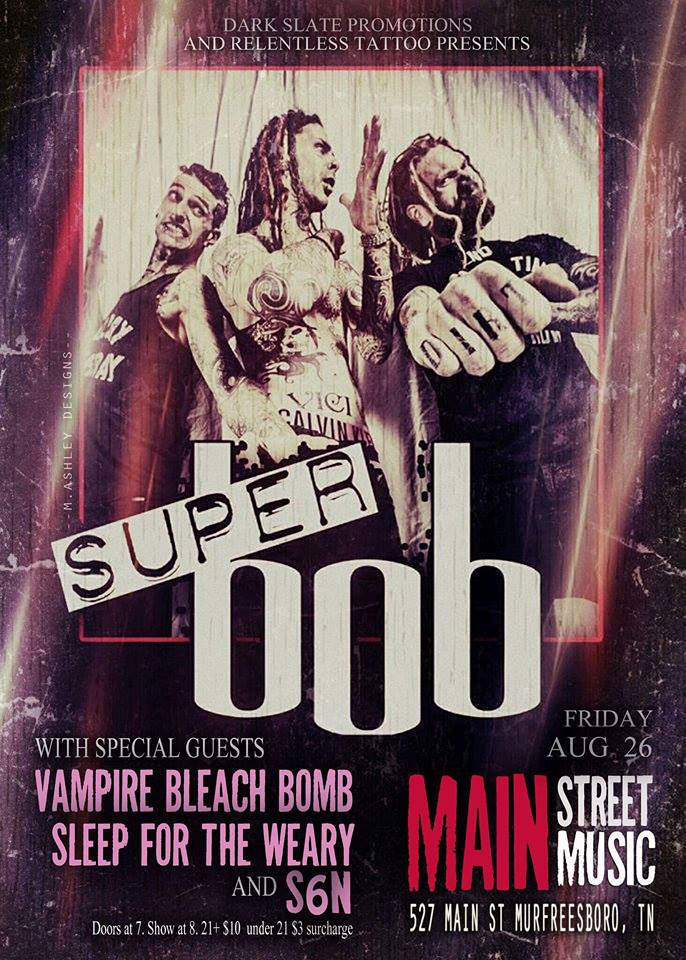 DARK SLATE PROMOTIONS
AND RELENTLESS TATTOO PRESENTS
VICI
CALVIN
--M.ASHLEY DESIGNS--
SUPER
bob
WITH SPECIAL GUESTS
VAMPIRE BLEACH BOMB
SLEEP FOR THE WEARY
AND S6N
Doors at 7. Show at 8. 21+ $10 under 21 $3 surcharge
FRIDAY
AUG 26
MAIN STREET MUSIC
527 MAIN ST MURFREESBORO, TN